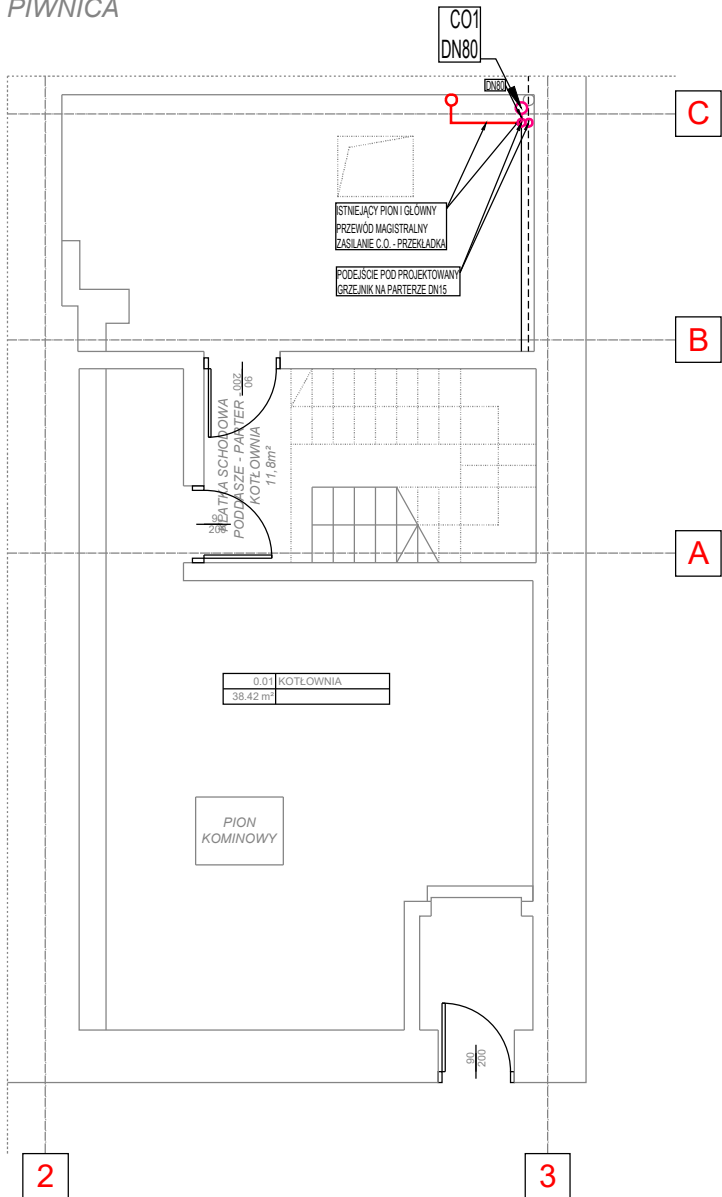 PIWNICA
CO1
DN80
DN80
C
ISTNIEJĄCY PION I GŁÓWNY
PRZEWÓD MAGISTRALNY
ZASILANIE C.O. - PRZEKŁADKA
PODEJŚCIE POD PROJEKTOWANY
GRZEJNIK NA PARTERZE DN15
B
90
200
KLATKA SCHODOWA
PODDASZE - PARTER -
KOTŁOWNIA
11,8m²
90
200
A
0.01 KOTŁOWNIA
38.42 m²
PION
KOMINOWY
90
200
2
3